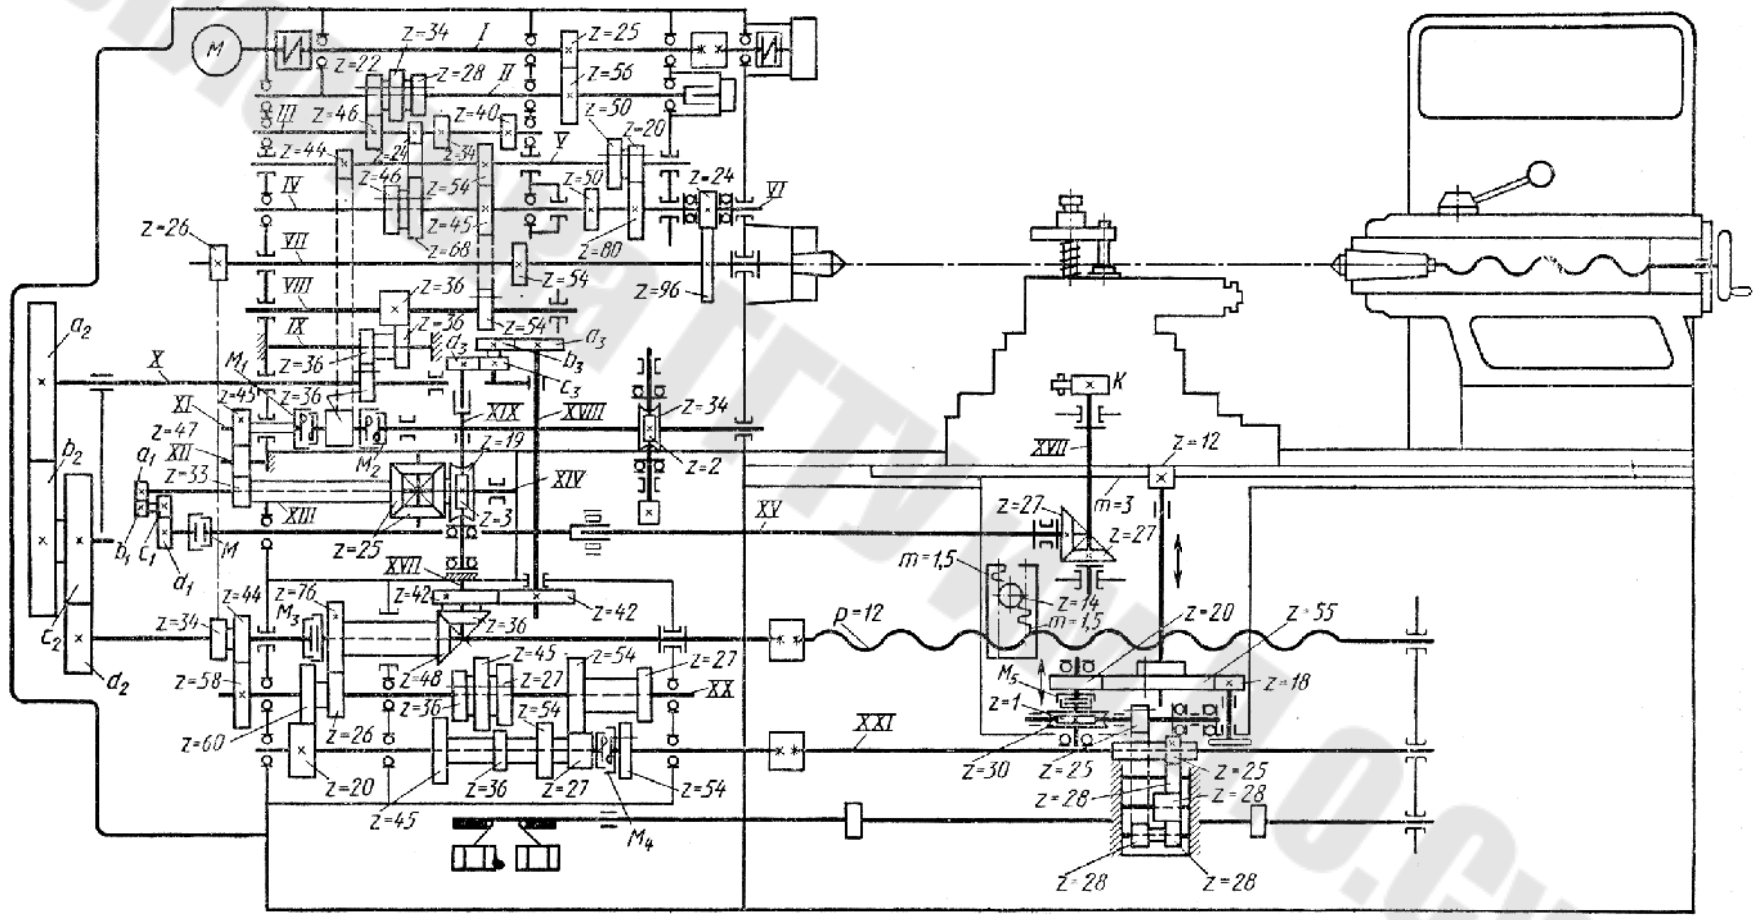 z=34
I
z=25
M
z=22
z=28
II
z=56
z=50
III
z=46
z=40
z=20
z=44
z=24
z=34
V
z=46
z=54
z=50
z=24
IV
VI
z=45
z=26
VII
z=68
z=80
z=54
z=96
VIII
z=36
z=54
a₂
IX
z=36
a₃
d₃
b₃
z=36
M₁
X
c₃
K
z=45
z=36
XI
XIX
XVIII
z=34
z=47
z=19
XVII
z=12
XII
M₂
z=2
a₁
b₂
z=33
XIV
m=3
XIII
z=3
XV
z=27
b₁
c₁
M
z=25
z=27
d₁
XVII
m=1,5
z=76
z=44
z=42
z=42
z=14
z=20
z=55
c₂
z=34
M₃
z=36
p=12
m=1,5
z=45
z=54
z=27
d₂
z=58
z=48
z=27
XX
M₅
z=18
z=36
z=54
z=1
z=60
z=26
XXI
z=30
z=25
z=25
z=20
z=36
z=27
z=54
z=28
z=28
z=45
M₄
z=28
z=28